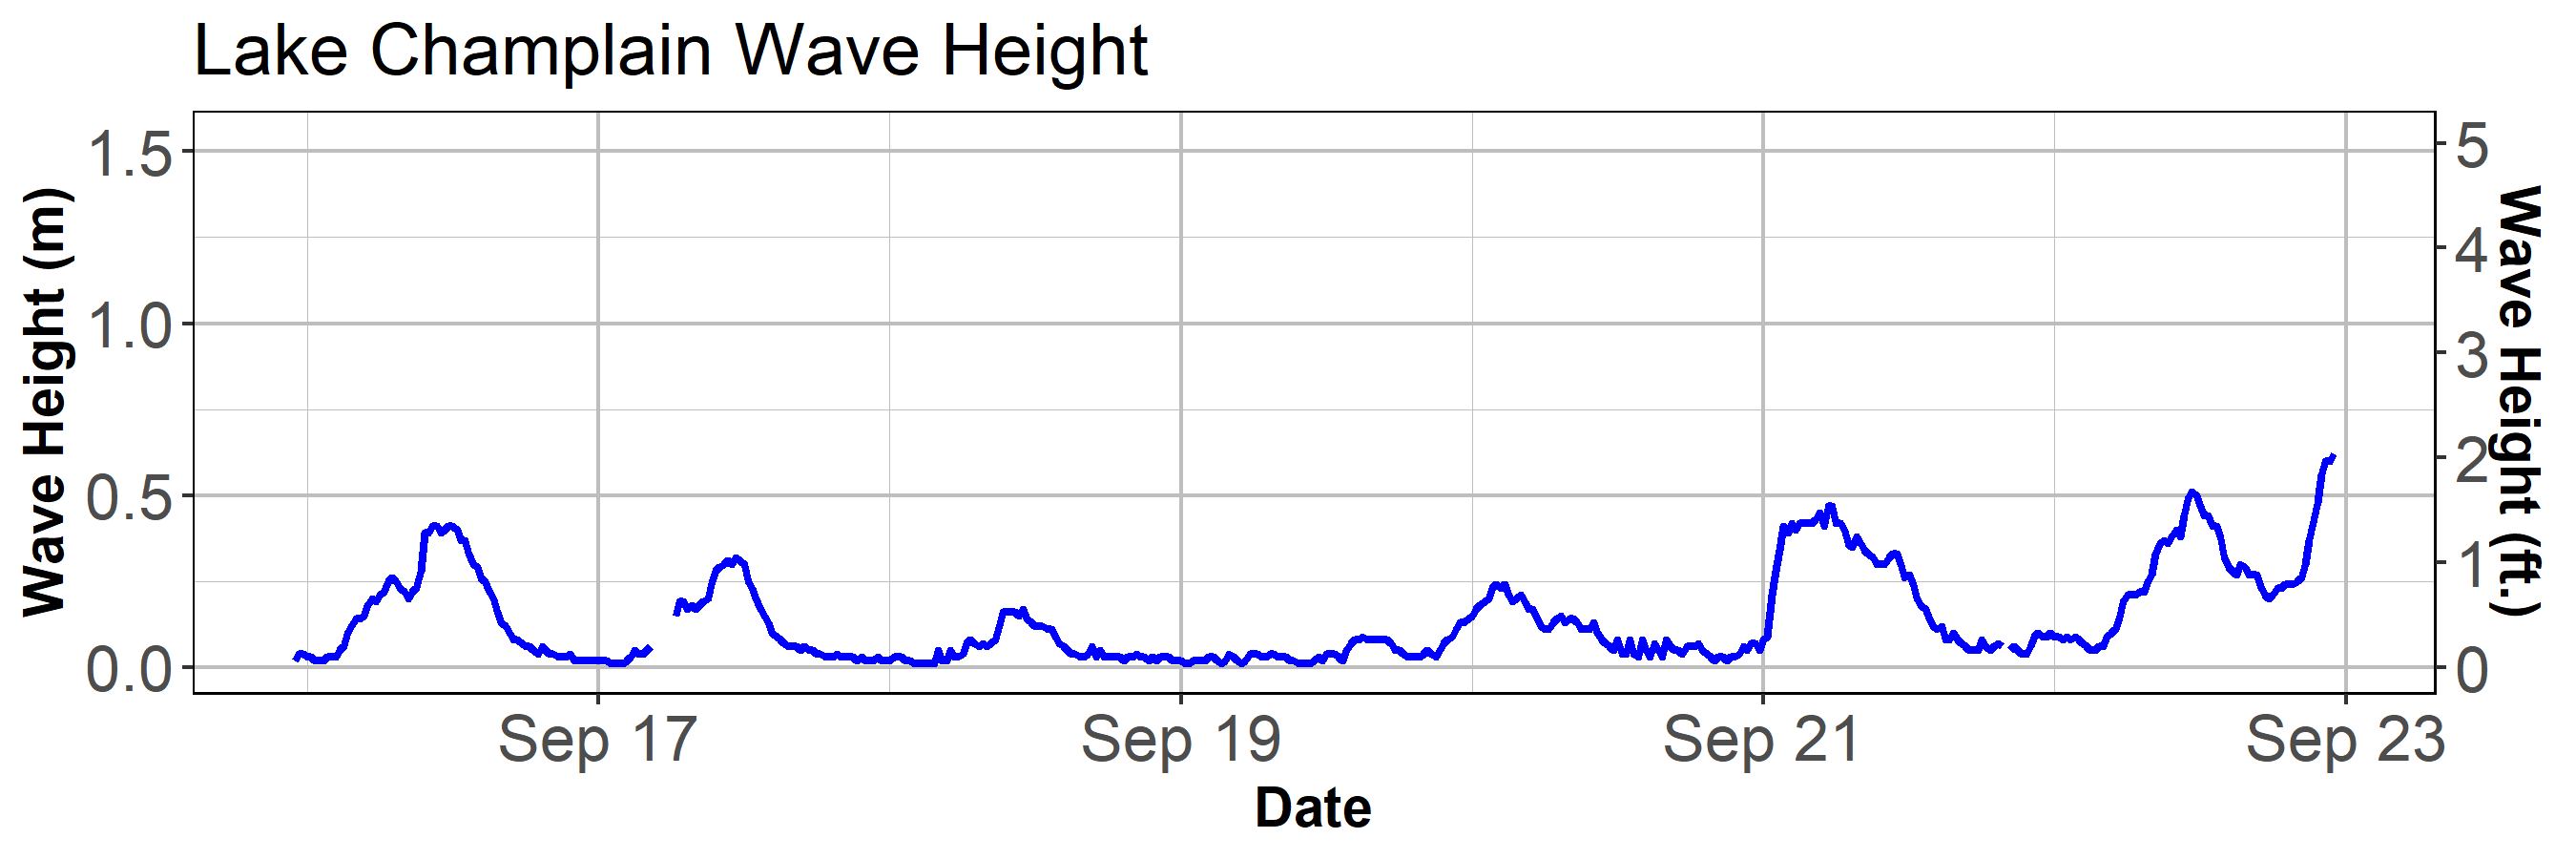 Lake Champlain Wave Height
Wave Height (m)
1.5
1.0
0.5
0.0
5
4
3
2
1
0
Wave Height (ft.)
Sep 17
Sep 19
Sep 21
Sep 23
Date